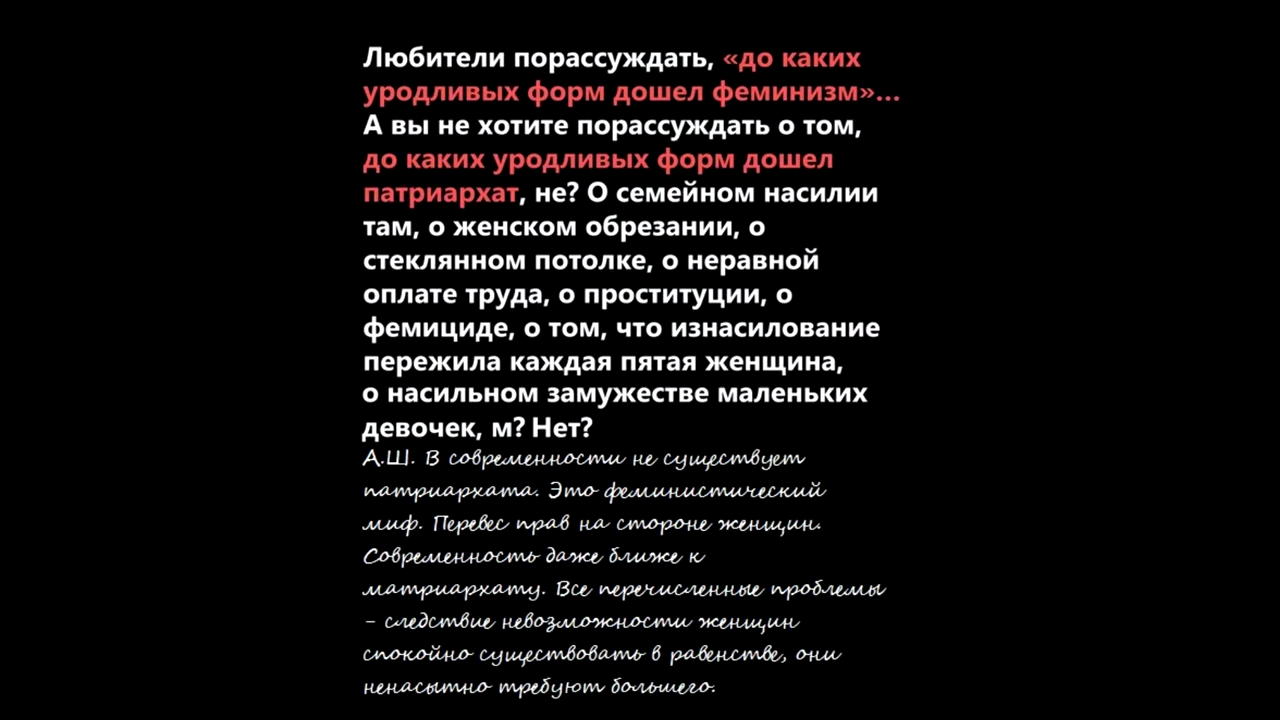 Любители порассуждать, «до каких
уродливых форм дошел феминизм»...
А вы не хотите порассуждать о том,
до каких уродливых форм дошел
патриархат, не? О семейном насилии
там, о женском обрезании, о
стеклянном потолке, о неравной
оплате труда, о проституции, о
фемициде, о том, что изнасилование
пережила каждая пятая женщина,
о насильном замужестве маленьких
девочек, м? Нет?
А.Ш. В современности не существует
патриархата. Это феминистический
миф. Перевес прав на стороне женщин.
Современность даже ближе к
матриархату. Все перечисленные проблемы
- следствие невозможности женщин
спокойно существовать в равенстве, они
ненасытно требуют большего.